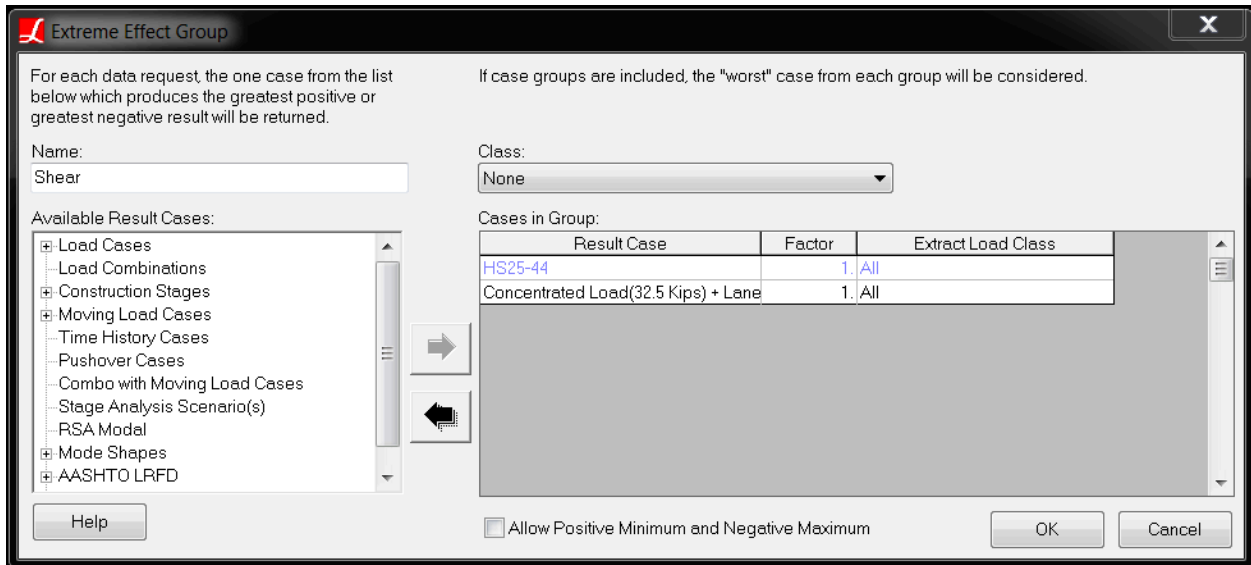 Extreme Effect Group
X
For each data request, the one case from the list
below which produces the greatest positive or
greatest negative result will be returned.
If case groups are included, the "worst" case from each group will be considered.
Name:
Shear
Class:
None
Available Result Cases:
Load Cases
Load Combinations
Construction Stages
Moving Load Cases
Time History Cases
Pushover Cases
Combo with Moving Load Cases
Stage Analysis Scenario(s)
RSA Modal
Mode Shapes
AASHTO LRFD
Cases in Group:
Result Case Factor Extract Load Class
HS25-44 1. All
Concentrated Load(32.5 Kips) + Lane 1. All
Help
Allow Positive Minimum and Negative Maximum
OK
Cancel